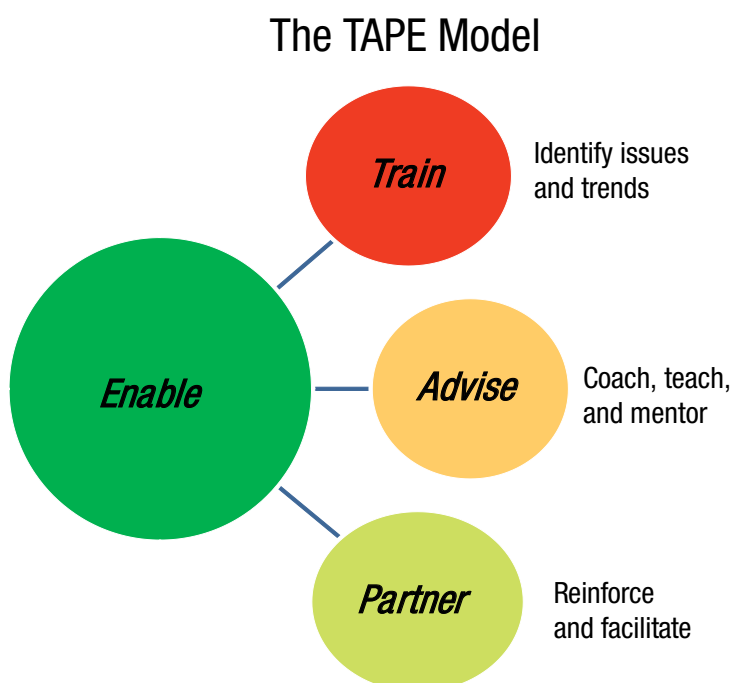 The TAPE Model
Train
Identify issues
and trends
Enable
Advise
Coach, teach,
and mentor
Partner
Reinforce
and facilitate